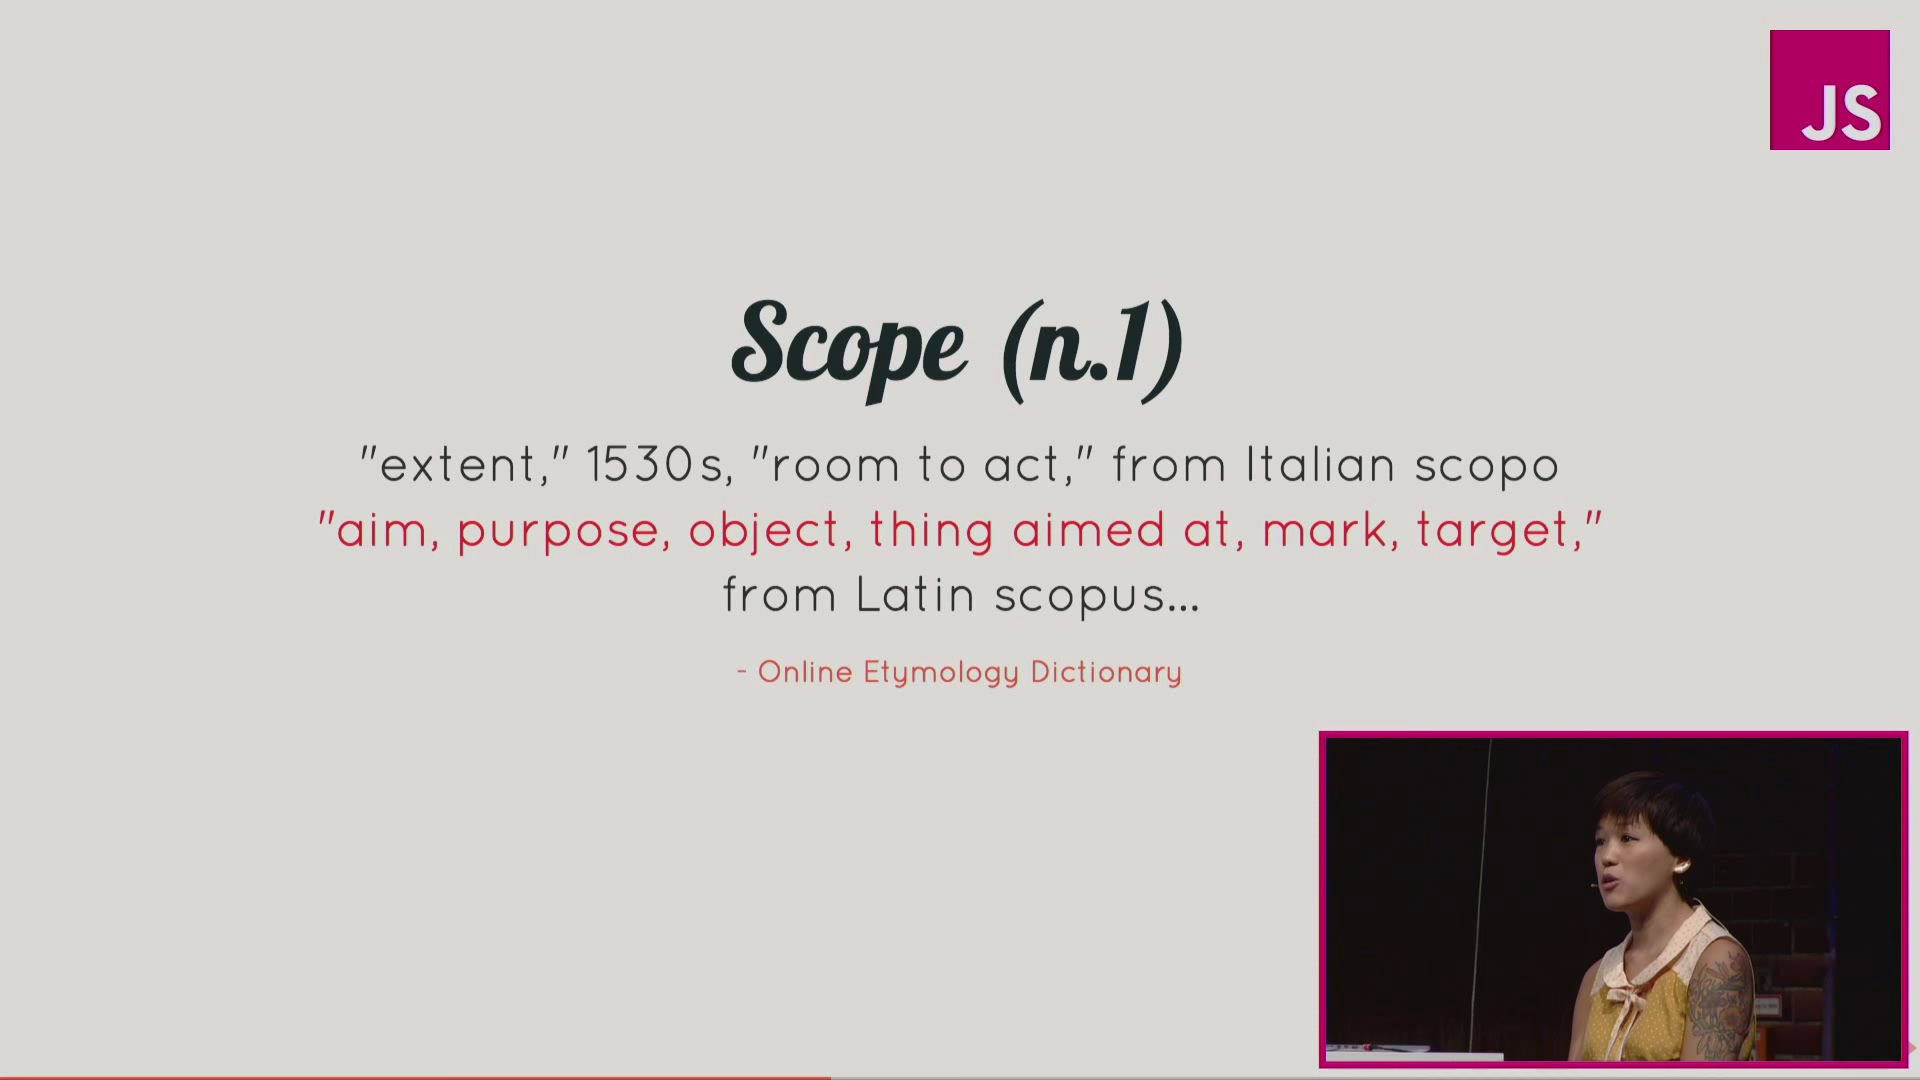 JS
Scope (n.1)
"extent," 1530s, "room to act," from Italian scopo
"aim, purpose, object, thing aimed at, mark, target,"
from Latin scopus...
- Online Etymology Dictionary